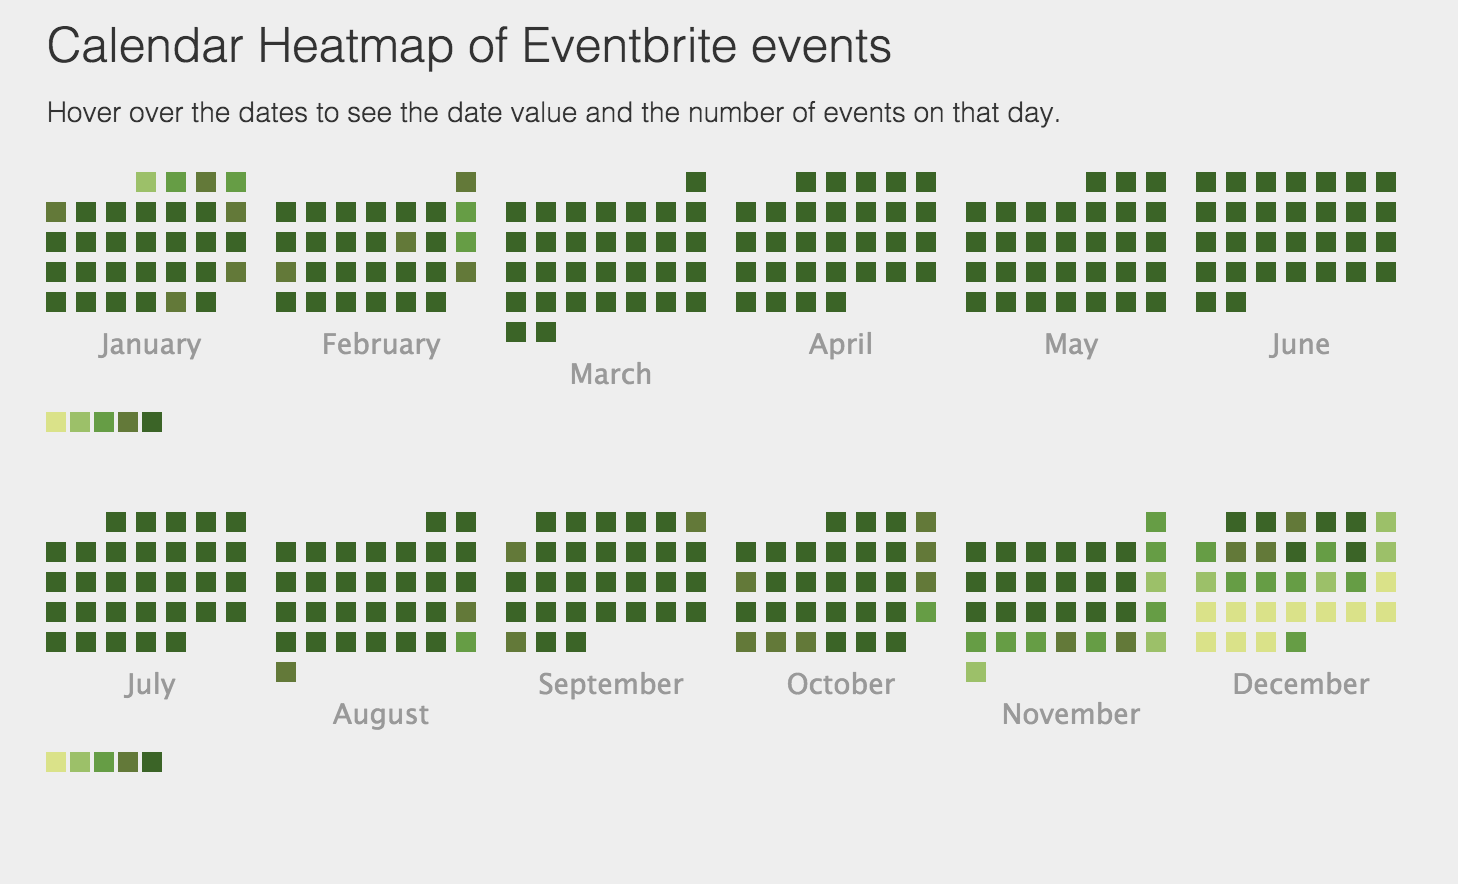 Calendar Heatmap of Eventbrite events
Hover over the dates to see the date value and the number of events on that day.
January
February
March
April
May
June
July
August
September
October
November
December